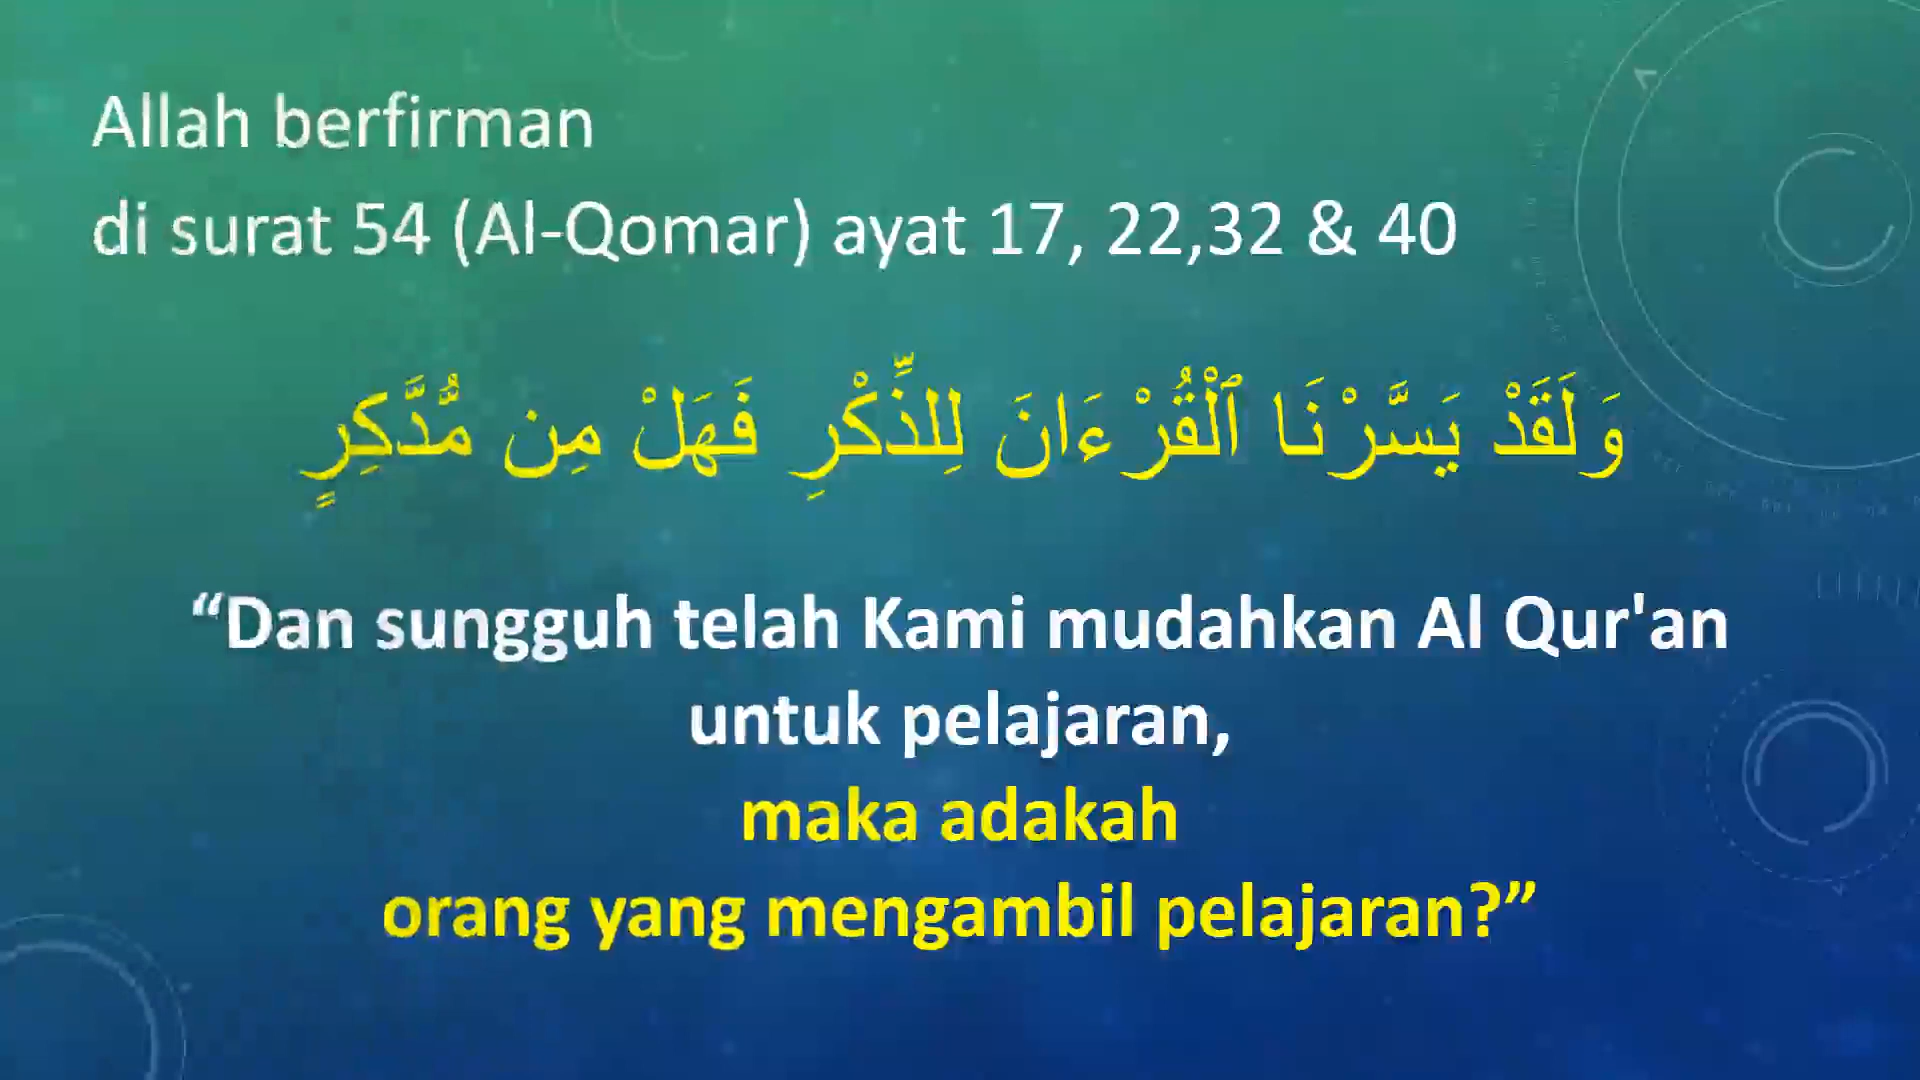 Allah berfirman
di surat 54 (Al-Qomar) ayat 17, 22,32 & 40
وَلَقَدْ يَسَّرْنَا ٱلْقُرْءَانَ لِلذِّكْرِ فَهَلْ مِن مُّدَّكِرٍ
“Dan sungguh telah Kami mudahkan Al Qur'an
untuk pelajaran,
maka adakah
orang yang mengambil pelajaran?”